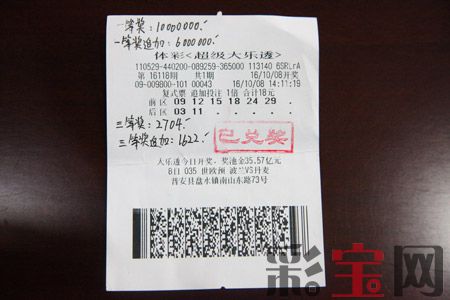 一等奖:10000000.
一等奖追加:6000000.
体彩<超级大乐透>
110529-440200-089259-365000 113140 6SRLrA
第 16118期 共1期 16/10/08开奖
09-009800-101 00043 16/10/08 14:11:19
复式票 追加投注 1倍 合计18元
前区 09 12 15 18 24 29 .
后区 03 11 .
三等奖:2704.
三等奖追加:1622.
已兑奖
大乐透今日开奖,奖池金35.57亿元
8日 035 世欧预 波兰VS丹麦
普安县盘水镇南山东路73号
彩宝网